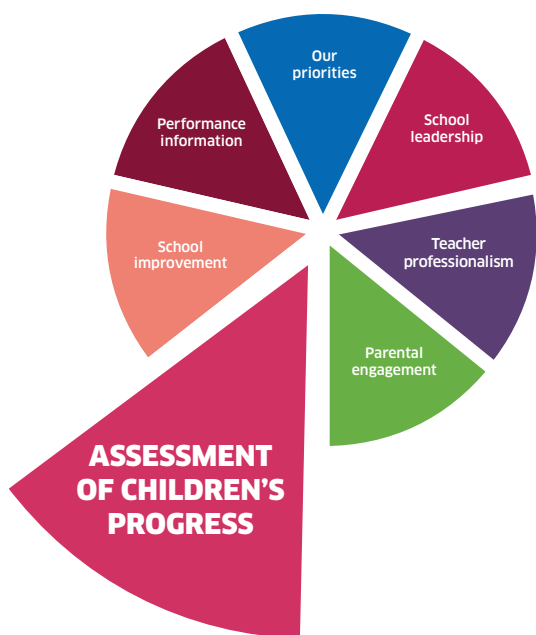 Our
priorities
School
leadership
Performance
information
Teacher
professionalism
School
improvement
Parental
engagement
ASSESSMENT
OF CHILDREN’S
PROGRESS